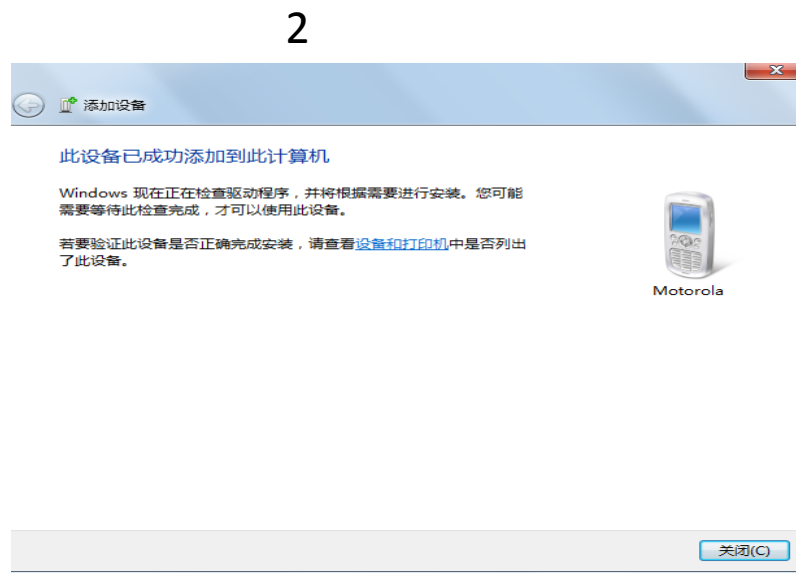 2
添加设备
此设备已成功添加到此计算机
Windows 现在正在检查驱动程序，并将根据需要进行安装。您可能
需要等待此检查完成，才可以使用此设备。
若要验证此设备是否正确完成安装，请查看设备和打印机中是否列出
了此设备。
Motorola
关闭(C)